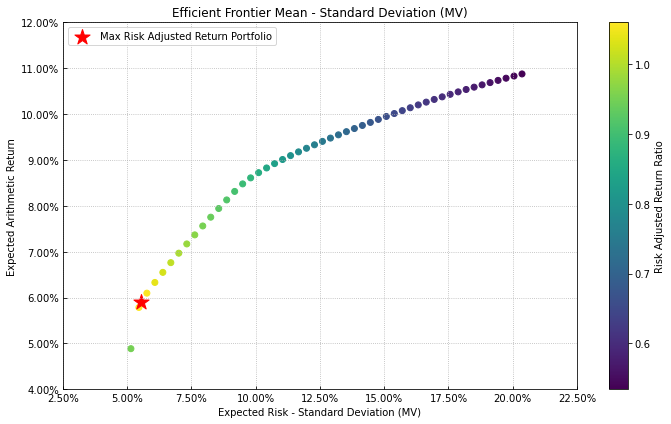 Efficient Frontier Mean - Standard Deviation (MV)
12.00%
Max Risk Adjusted Return Portfolio
11.00%
10.00%
9.00%
8.00%
7.00%
6.00%
5.00%
4.00%
Expected Arithmetic Return
2.50% 5.00% 7.50% 10.00% 12.50% 15.00% 17.50% 20.00% 22.50%
Expected Risk - Standard Deviation (MV)
1.0
0.9
0.8
0.7
0.6
Risk Adjusted Return Ratio